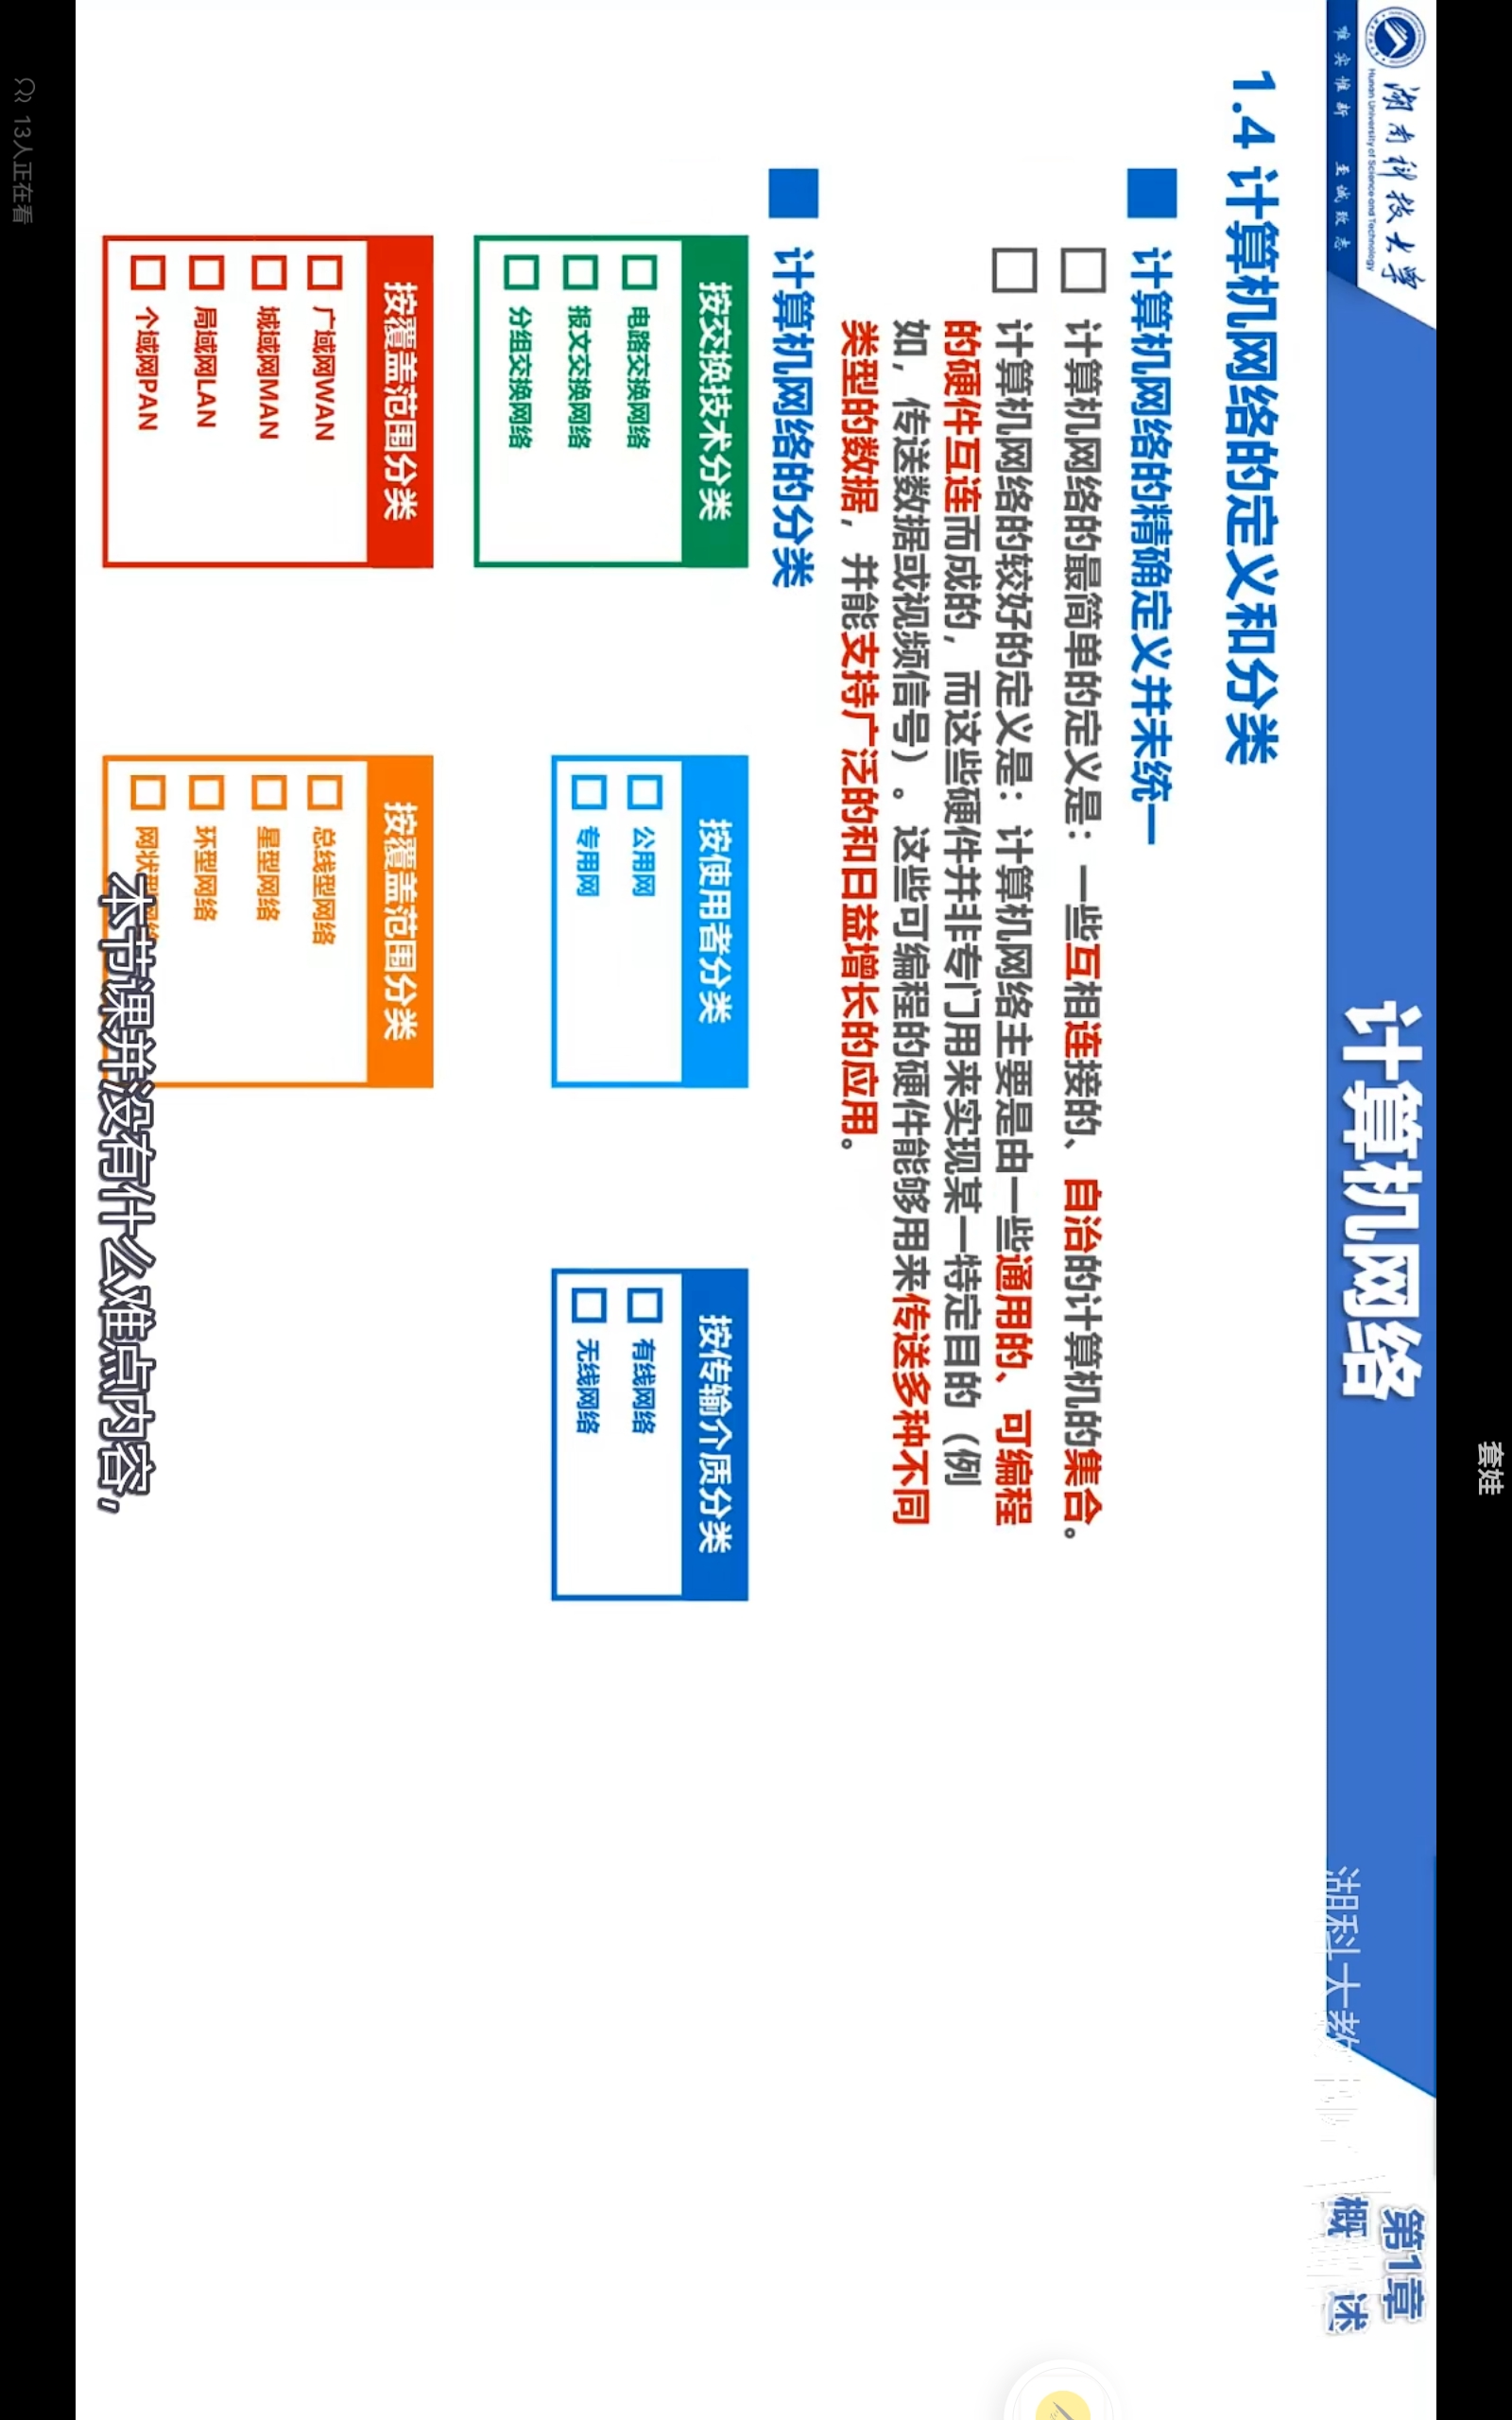 湖南科技大学
Hunan University of Science and Technology
唯实惟新 至诚致志
计算机网络
第1章
概 述
湖科大教
1.4 计算机网络的定义和分类
计算机网络的精确定义并未统一
计算机网络的最简单的定义是：一些互相连接的、自治的计算机的集合。
计算机网络的较好的定义是：计算机网络主要是由一些通用的、可编程
的硬件互连而成的，而这些硬件并非专门用来实现某一特定目的（例
如，传送数据或视频信号）。这些可编程的硬件能够用来传送多种不同
类型的数据，并能支持广泛的和日益增长的应用。
计算机网络的分类
按交换技术分类
电路交换网络
报文交换网络
分组交换网络
按使用者分类
公用网
专用网
按传输介质分类
有线网络
无线网络
按覆盖范围分类
广域网WAN
城域网MAN
局域网LAN
个域网PAN
按覆盖范围分类
总线型网络
星型网络
环型网络
网状型网络
本节课并没有什么难点内容,
套娃
13人正在看